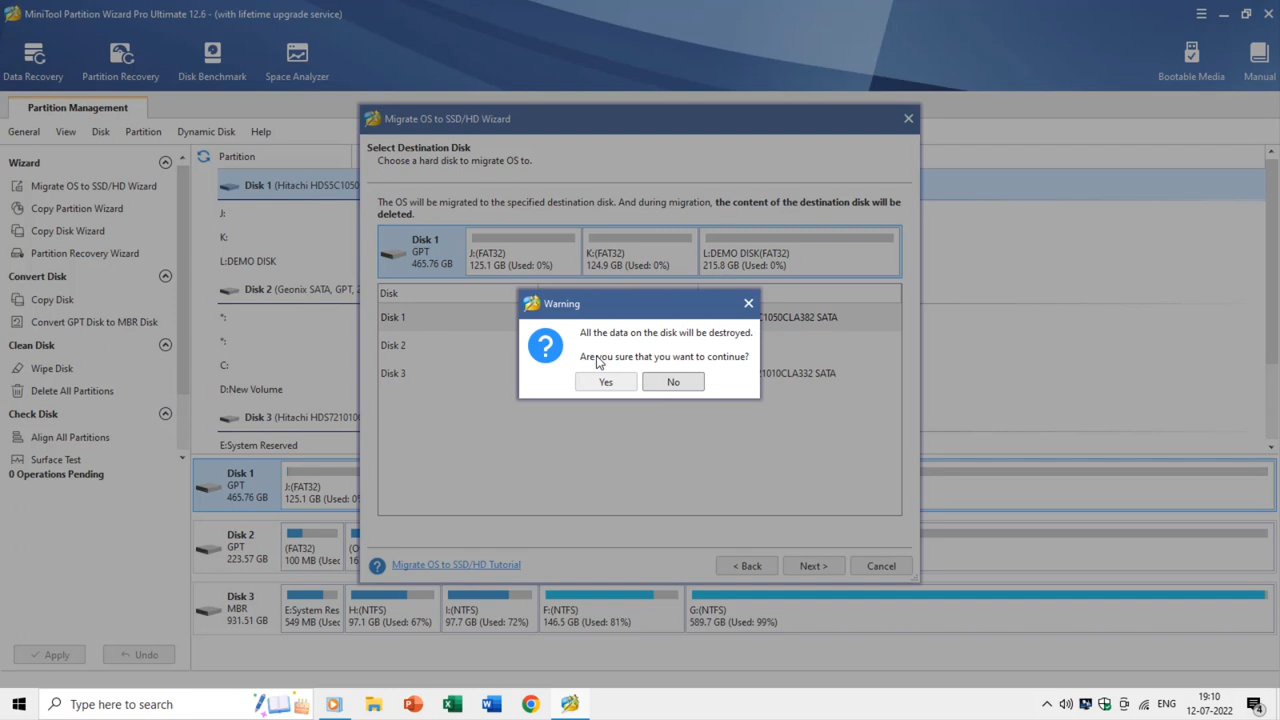 MiniTool Partition Wizard Pro Ultimate 12.6 - (with lifetime upgrade service)
Data Recovery
Partition Recovery
Disk Benchmark
Space Analyzer
Bootable Media
Manual
Partition Management
General View Disk Partition Dynamic Disk Help
Wizard
Migrate OS to SSD/HD Wizard
Copy Partition Wizard
Copy Disk Wizard
Partition Recovery Wizard
Convert Disk
Copy Disk
Convert GPT Disk to MBR Disk
Clean Disk
Wipe Disk
Delete All Partitions
Check Disk
Align All Partitions
Surface Test
0 Operations Pending
Apply
Undo
Partition
Disk 1 (Hitachi HDS5C1050
J:
K:
L:DEMO DISK
Disk 2 (Geonix SATA, GPT, 2
*:
*:
C:
D:New Volume
Disk 3 (Hitachi HDS721010
E:System Reserved
Migrate OS to SSD/HD Wizard
Select Destination Disk
Choose a hard disk to migrate OS to.
The OS will be migrated to the specified destination disk. And during migration, the content of the destination disk will be
deleted.
Disk 1
GPT
465.76 GB
J:(FAT32)
125.1 GB (Used: 0%)
K:(FAT32)
124.9 GB (Used: 0%)
L:DEMO DISK(FAT32)
215.8 GB (Used: 0%)
Disk
Disk 1
1050CLA382 SATA
Disk 2
Disk 3
21010CLA332 SATA
Warning
All the data on the disk will be destroyed.
Are you sure that you want to continue?
Yes
No
Migrate OS to SSD/HD Tutorial
< Back
Next >
Cancel
Disk 1
GPT
465.76 GB
J:(FAT32)
125.1 GB (Used: 0%
Disk 2
GPT
223.57 GB
(FAT32)
100 MB (Used:
Disk 3
MBR
931.51 GB
E:System Res
549 MB (Used:
H:(NTFS)
97.1 GB (Used: 67%)
I:(NTFS)
97.7 GB (Used: 72%)
F:(NTFS)
146.5 GB (Used: 81%)
G:(NTFS)
589.7 GB (Used: 99%)
Type here to search
ENG
19:10
12-07-2022
4